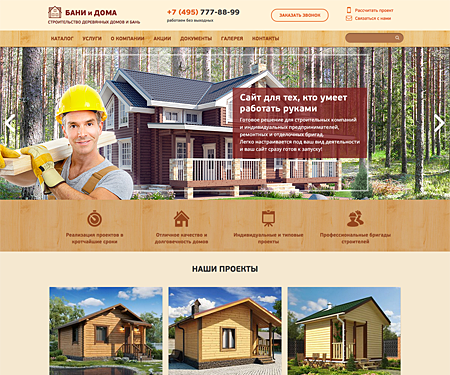 БАНИ и ДОМА
СТРОИТЕЛЬСТВО ДЕРЕВЯННЫХ ДОМОВ И БАНЬ
+7 (495) 777-88-99
работаем без выходных
ЗАКАЗАТЬ ЗВОНОК
Рассчитать проект
Связаться с нами
КАТАЛОГ УСЛУГИ О КОМПАНИИ АКЦИИ ДОКУМЕНТЫ ГАЛЕРЕЯ КОНТАКТЫ
Сайт для тех, кто умеет
работать руками
Готовое решение для строительных компаний
и индивидуальных предпринимателей,
ремонтных и отделочных бригад.
Легко настраивается под ваш вид деятельности
и ваш сайт сразу готов к запуску!
Реализация проектов в
кротчайшие сроки
Отличное качество и
долговечность домов
Индивидуальные и типовые
проекты
Профессиональные бригады
строителей
НАШИ ПРОЕКТЫ